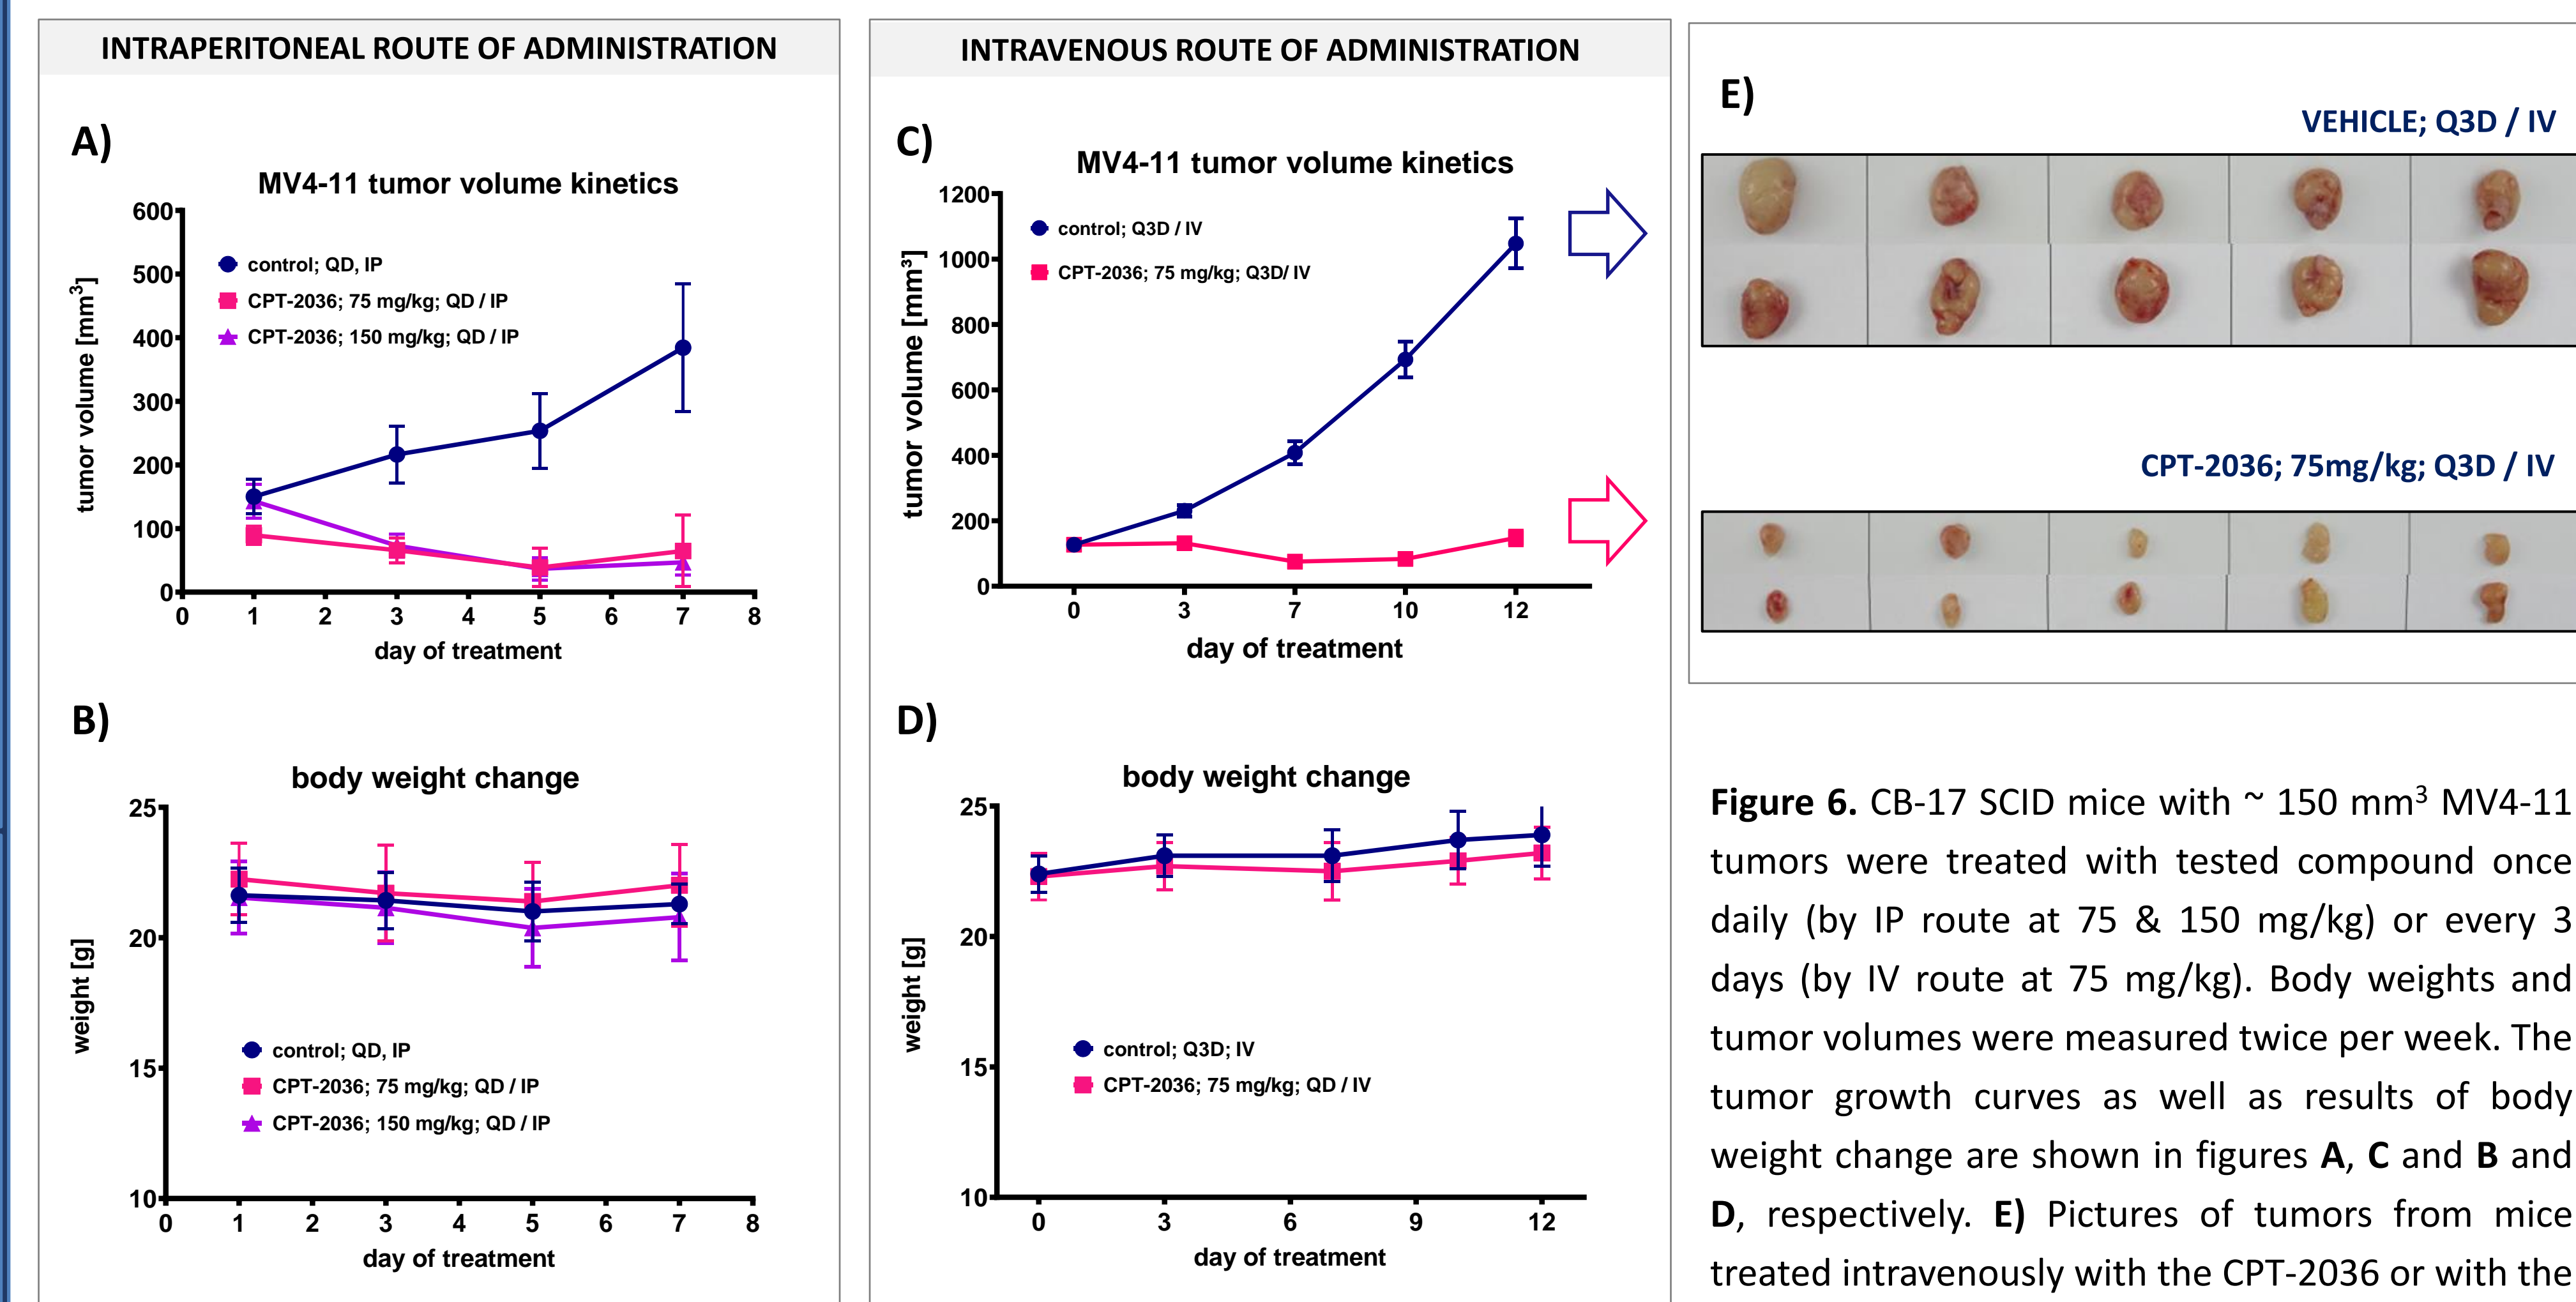 INTRAPERITONEAL ROUTE OF ADMINISTRATION
A)
MV4-11 tumor volume kinetics
600
500
400
300
200
100
0
tumor volume [mm³]
control; QD, IP
CPT-2036; 75 mg/kg; QD / IP
CPT-2036; 150 mg/kg; QD / IP
0 1 2 3 4 5 6 7 8
day of treatment
B)
body weight change
25
20
15
10
weight [g]
control; QD, IP
CPT-2036; 75 mg/kg; QD / IP
CPT-2036; 150 mg/kg; QD / IP
0 1 2 3 4 5 6 7 8
day of treatment
INTRAVENOUS ROUTE OF ADMINISTRATION
C)
MV4-11 tumor volume kinetics
1200
1000
800
600
400
200
0
tumor volume [mm³]
control; Q3D / IV
CPT-2036; 75 mg/kg; Q3D/ IV
0 3 7 10 12
day of treatment
D)
body weight change
25
20
15
10
weight [g]
control; Q3D; IV
CPT-2036; 75 mg/kg; QD / IV
0 3 6 9 12
day of treatment
E)
VEHICLE; Q3D / IV
CPT-2036; 75mg/kg; Q3D / IV
Figure 6. CB-17 SCID mice with ~ 150 mm³ MV4-11
tumors were treated with tested compound once
daily (by IP route at 75 & 150 mg/kg) or every 3
days (by IV route at 75 mg/kg). Body weights and
tumor volumes were measured twice per week. The
tumor growth curves as well as results of body
weight change are shown in figures A, C and B and
D, respectively. E) Pictures of tumors from mice
treated intravenously with the CPT-2036 or with the